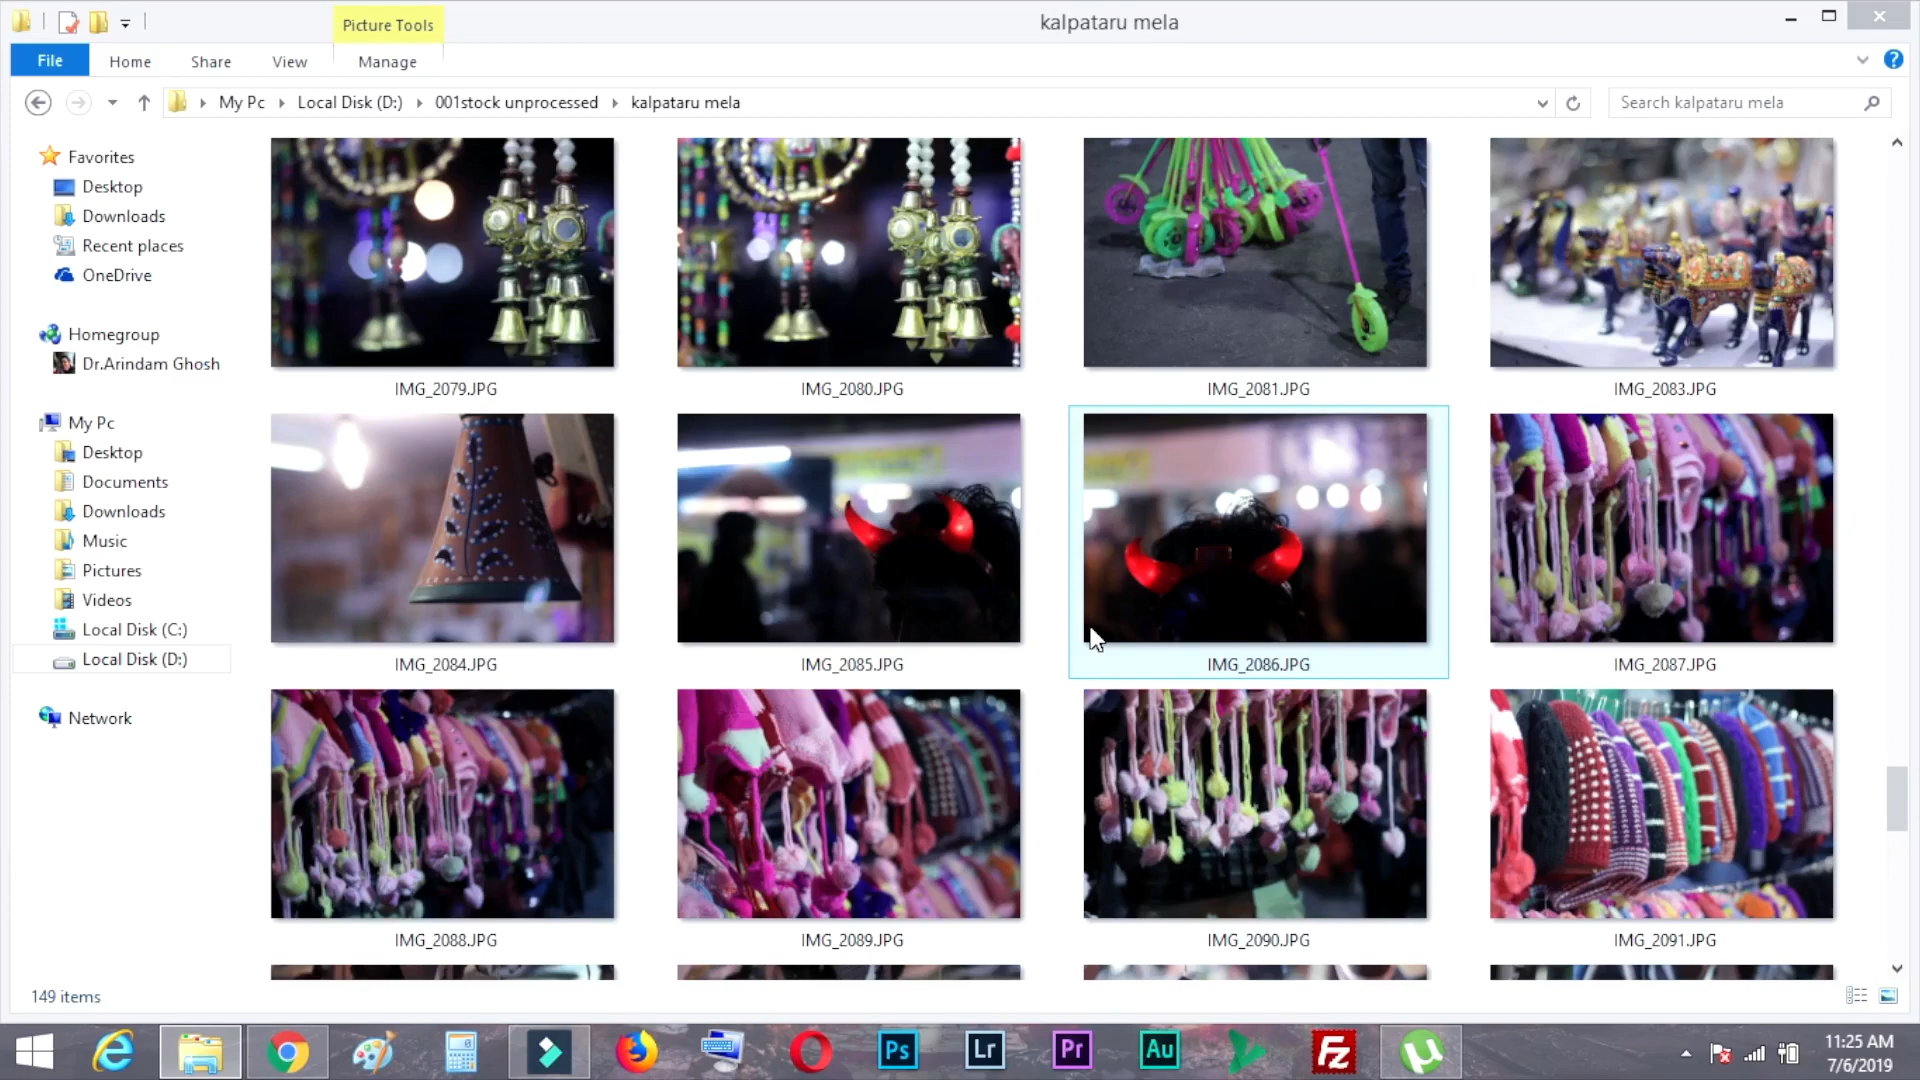 Picture Tools
kalpataru mela
File
Home
Share
View
Manage
My Pc
Local Disk (D:)
001stock unprocessed
kalpataru mela
Search kalpataru mela
Favorites
Desktop
Downloads
Recent places
OneDrive
Homegroup
Dr.Arindam Ghosh
My Pc
Desktop
Documents
Downloads
Music
Pictures
Videos
Local Disk (C:)
Local Disk (D:)
Network
IMG_2079.JPG
IMG_2080.JPG
IMG_2081.JPG
IMG_2083.JPG
IMG_2084.JPG
IMG_2085.JPG
IMG_2086.JPG
IMG_2087.JPG
IMG_2088.JPG
IMG_2089.JPG
IMG_2090.JPG
IMG_2091.JPG
149 items
Ps
Lr
Pr
Au
Fz
µ
11:25 AM
7/6/2019